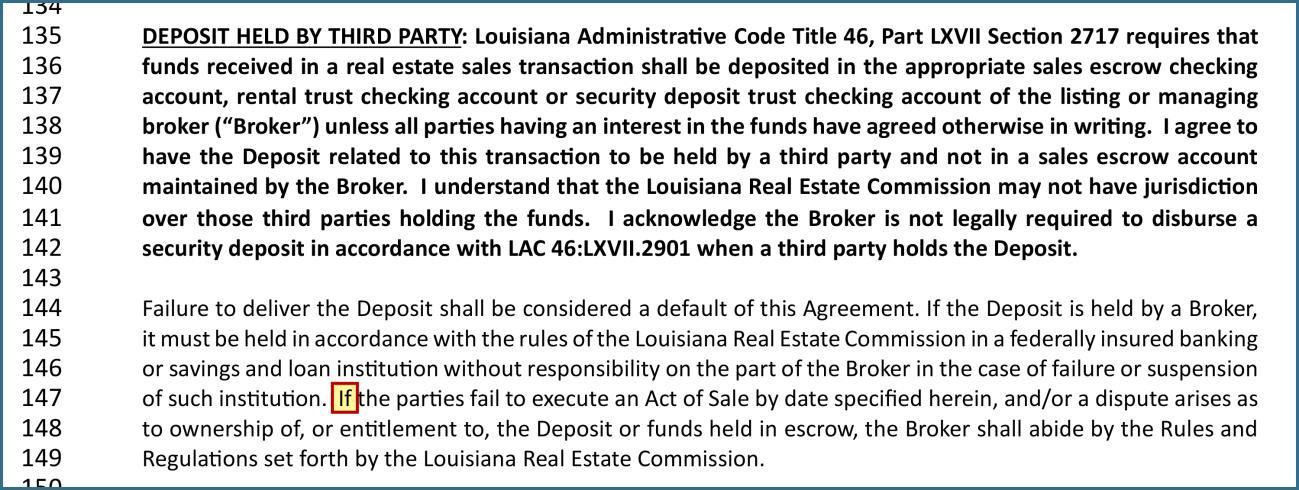 134
135 DEPOSIT HELD BY THIRD PARTY: Louisiana Administrative Code Title 46, Part LXVII Section 2717 requires that
136 funds received in a real estate sales transaction shall be deposited in the appropriate sales escrow checking
137 account, rental trust checking account or security deposit trust checking account of the listing or managing
138 broker (“Broker”) unless all parties having an interest in the funds have agreed otherwise in writing.  I agree to
139 have the Deposit related to this transaction to be held by a third party and not in a sales escrow account
140 maintained by the Broker.  I understand that the Louisiana Real Estate Commission may not have jurisdiction
141 over those third parties holding the funds.  I acknowledge the Broker is not legally required to disburse a
142 security deposit in accordance with LAC 46:LXVII.2901 when a third party holds the Deposit.
143
144 Failure to deliver the Deposit shall be considered a default of this Agreement. If the Deposit is held by a Broker,
145 it must be held in accordance with the rules of the Louisiana Real Estate Commission in a federally insured banking
146 or savings and loan institution without responsibility on the part of the Broker in the case of failure or suspension
147 of such institution. If the parties fail to execute an Act of Sale by date specified herein, and/or a dispute arises as
148 to ownership of, or entitlement to, the Deposit or funds held in escrow, the Broker shall abide by the Rules and
149 Regulations set forth by the Louisiana Real Estate Commission.
150